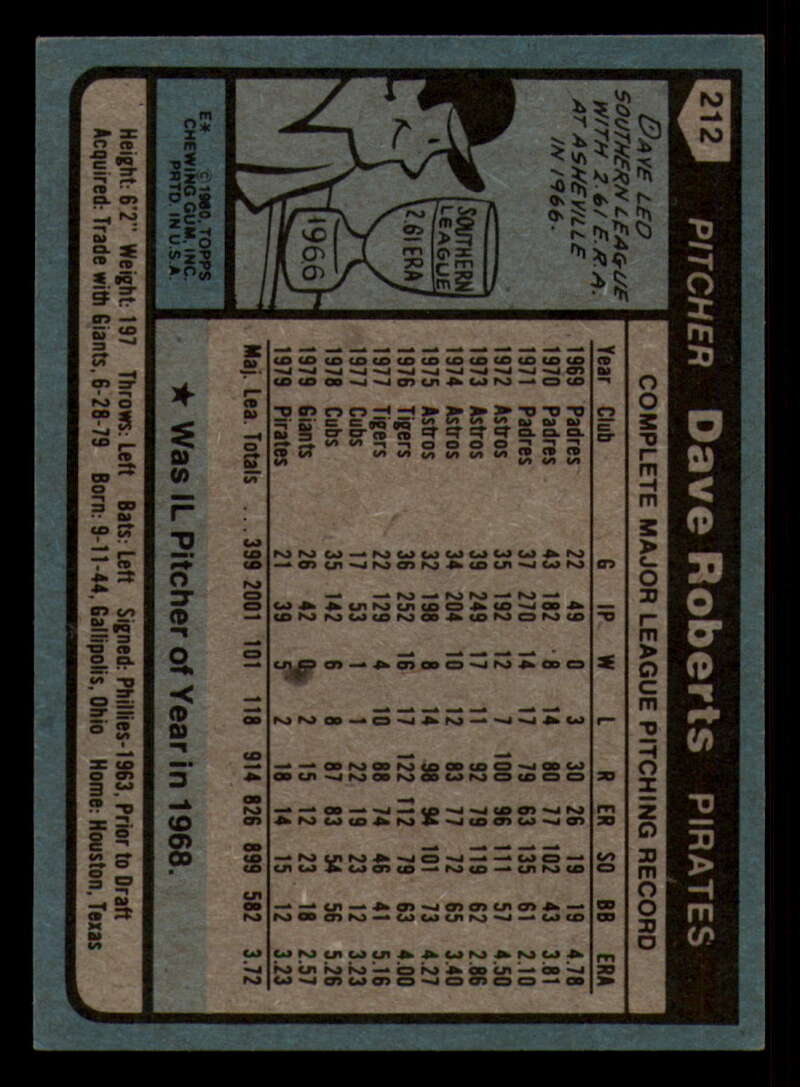 212 PITCHER Dave Roberts PIRATES
DAVE LED
SOUTHERN LEAGUE
WITH 2.61 E.R.A.
AT ASHEVILLE
IN 1966.
SOUTHERN
LEAGUE
2.61 ERA
1966
E* © 1980 TOPPS
CHEWING GUM, INC.
PRTD. IN U.S.A.
COMPLETE MAJOR LEAGUE PITCHING RECORD
Year Club G IP W L R ER SO BB ERA
1969 Padres 22 49 0 3 30 26 19 19 4.78
1970 Padres 43 182 8 14 80 77 102 43 3.81
1971 Padres 37 270 14 17 79 63 135 61 2.10
1972 Astros 35 192 12 7 100 96 111 57 4.50
1973 Astros 39 249 17 11 92 79 119 62 2.86
1974 Astros 34 204 10 12 83 77 72 65 3.40
1975 Astros 32 198 8 14 98 94 101 73 4.27
1976 Tigers 36 252 16 17 122 112 79 63 4.00
1977 Tigers 22 129 4 10 88 74 46 41 5.16
1977 Cubs 17 53 1 1 22 19 23 12 3.23
1978 Cubs 35 142 6 8 87 83 54 56 5.26
1979 Giants 26 42 0 2 15 12 23 18 2.57
1979 Pirates 21 39 5 2 18 14 15 12 3.23
Maj. Lea. Totals ... 399 2001 101 118 914 826 899 582 3.72
★ Was IL Pitcher of Year in 1968.
Height: 6'2" Weight: 197 Throws: Left Bats: Left Signed: Phillies-1963, Prior to Draft
Acquired: Trade with Giants, 6-28-79 Born: 9-11-44, Gallipolis, Ohio Home: Houston, Texas